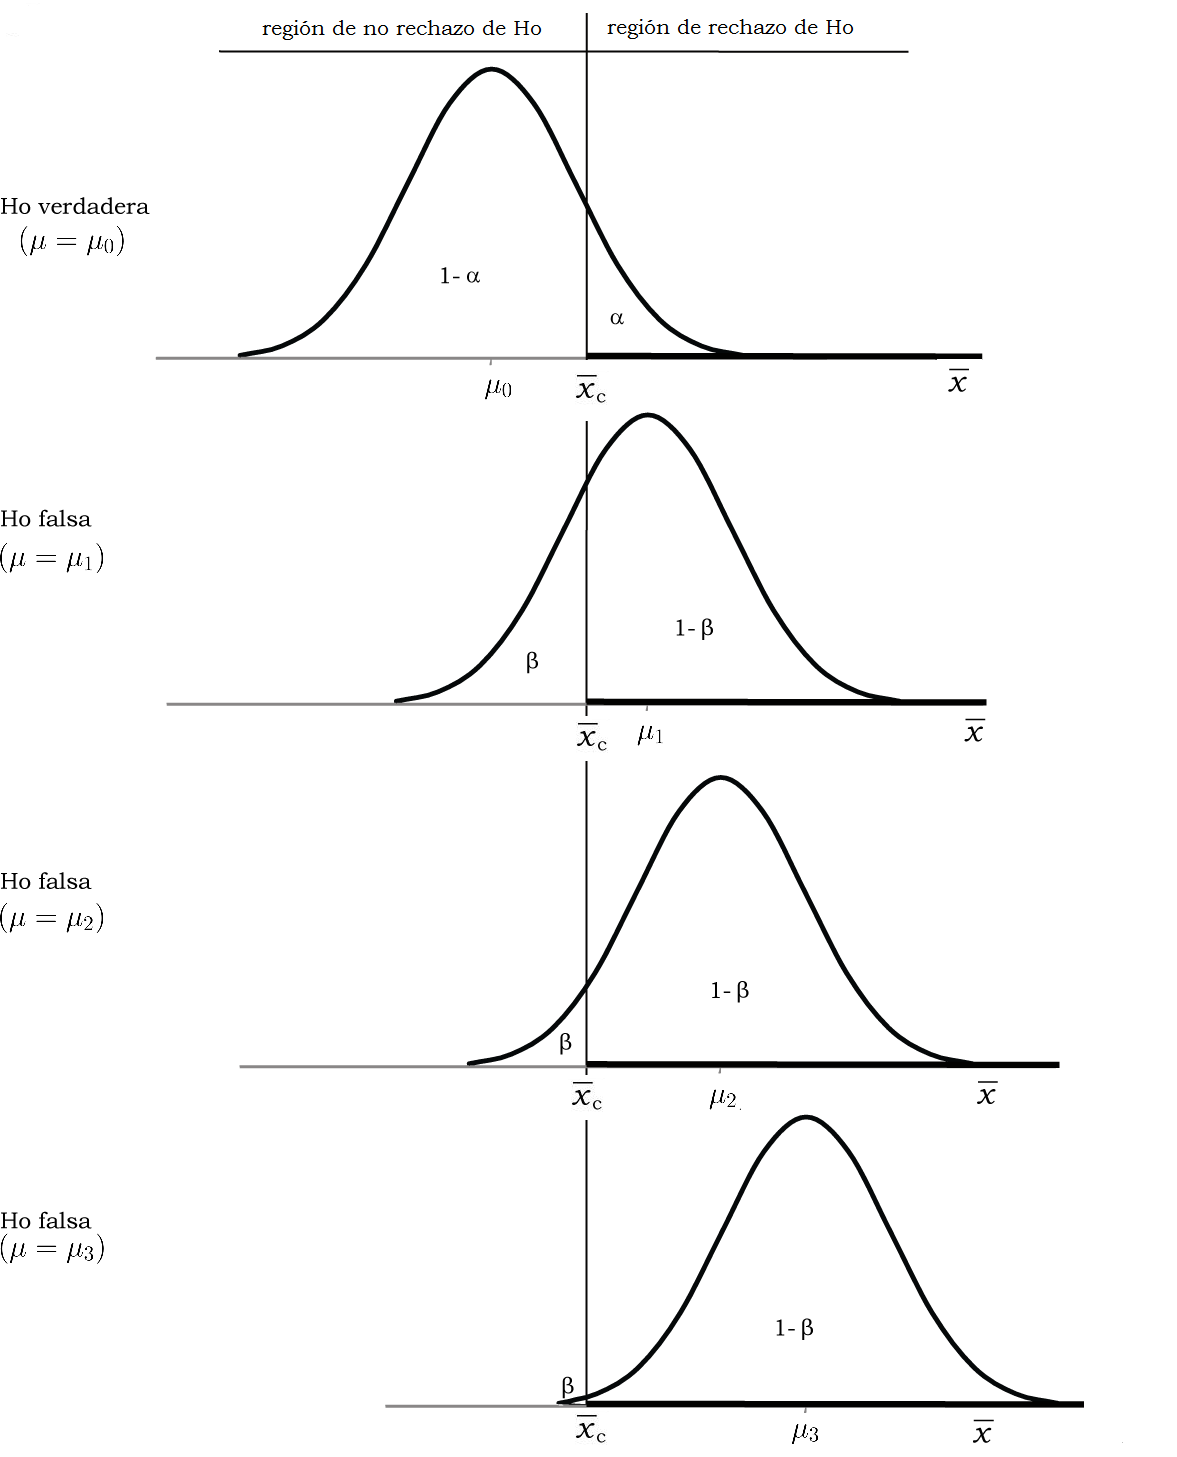 región de no rechazo de Ho
región de rechazo de Ho
Ho verdadera
(μ = μ₀)
1- α
α
μ₀
x̅c
x̅
Ho falsa
(μ = μ₁)
1- β
β
x̅c
μ₁
x̅
Ho falsa
(μ = μ₂)
1- β
β
x̅c
μ₂
x̅
Ho falsa
(μ = μ₃)
1- β
β
x̅c
μ₃
x̅